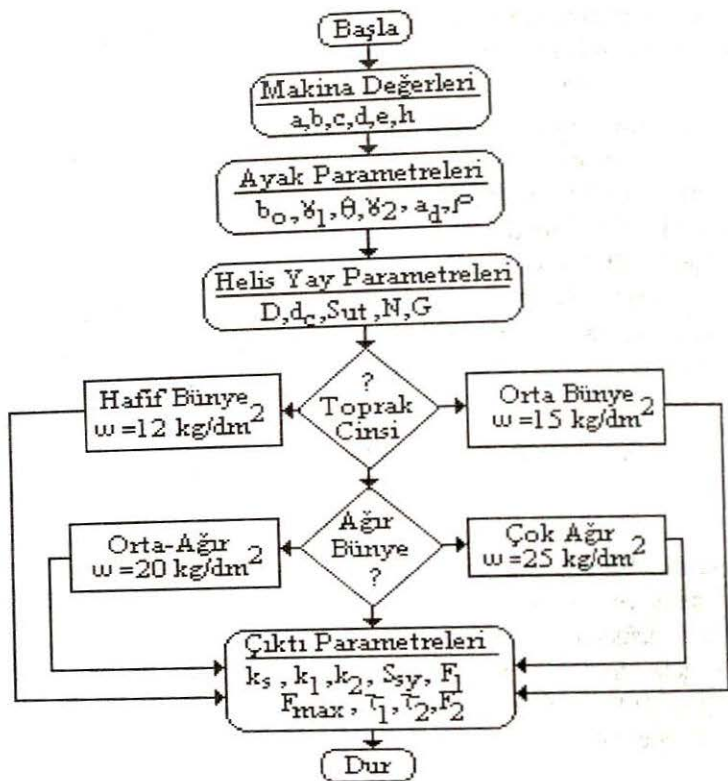 Başla
Makina Değerleri
a,b,c,d,e,h
Ayak Parametreleri
b₀,γ₁,θ,γ₂,a_d,ρ
Helis Yay Parametreleri
D,d_c,S_ut,N,G
?
Toprak
Cinsi
Hafif Bünye
ω=12 kg/dm²
Orta Bünye
ω=15 kg/dm²
Ağır
Bünye
?
Orta-Ağır
ω=20 kg/dm²
Çok Ağır
ω=25 kg/dm²
Çıktı Parametreleri
k_s,k₁,k₂,S_sy,F₁
F_max,τ₁,τ₂,F₂
Dur